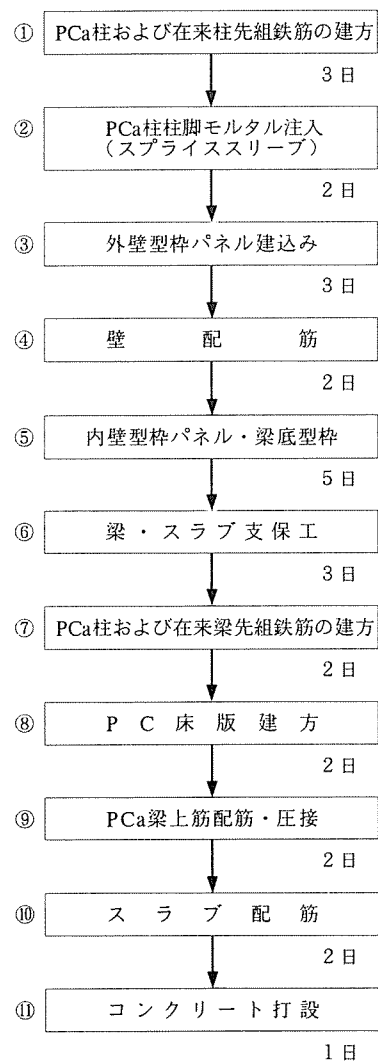 ① PCa柱および在来柱先組鉄筋の建方
3日
② PCa柱柱脚モルタル注入
(スプライススリーブ)
2日
③ 外壁型枠パネル建込み
3日
④ 壁配筋
2日
⑤ 内壁型枠パネル・梁底型枠
5日
⑥ 梁・スラブ支保工
3日
⑦ PCa柱および在来梁先組鉄筋の建方
2日
⑧ PC床版建方
2日
⑨ PCa梁上筋配筋・圧接
2日
⑩ スラブ配筋
2日
⑪ コンクリート打設
1日